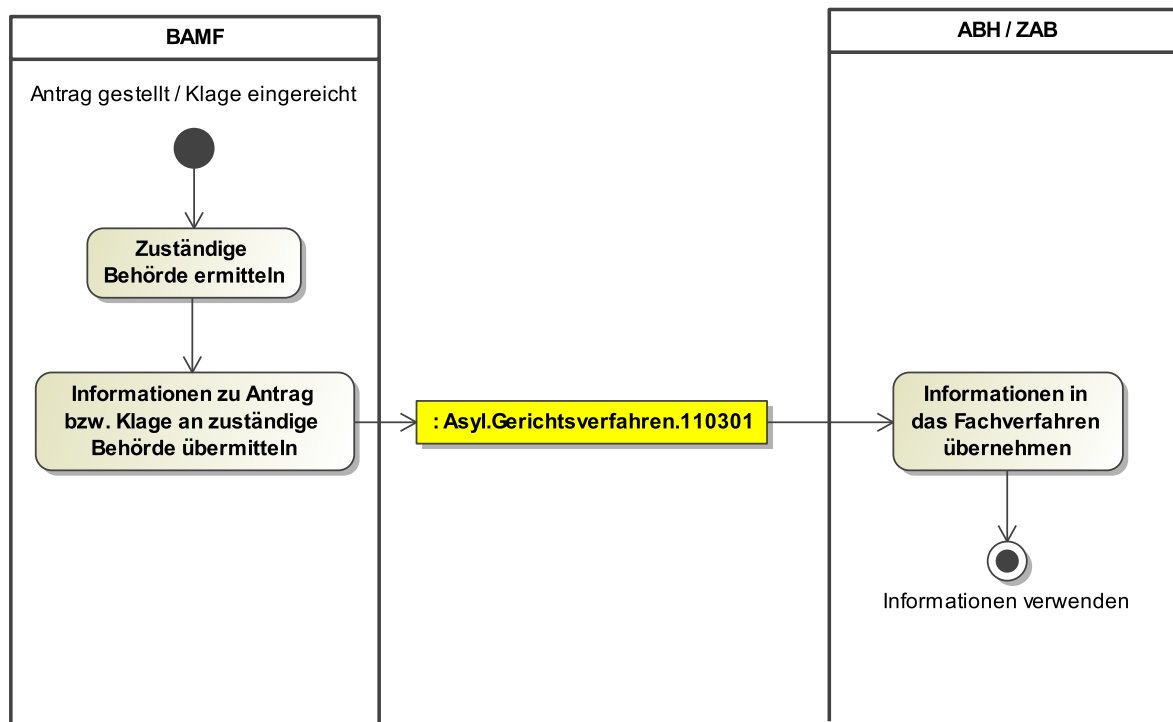 BAMF
ABH / ZAB
Antrag gestellt / Klage eingereicht
Zuständige
Behörde ermitteln
Informationen zu Antrag
bzw. Klage an zuständige
Behörde übermitteln
: Asyl.Gerichtsverfahren.110301
Informationen in
das Fachverfahren
übernehmen
Informationen verwenden